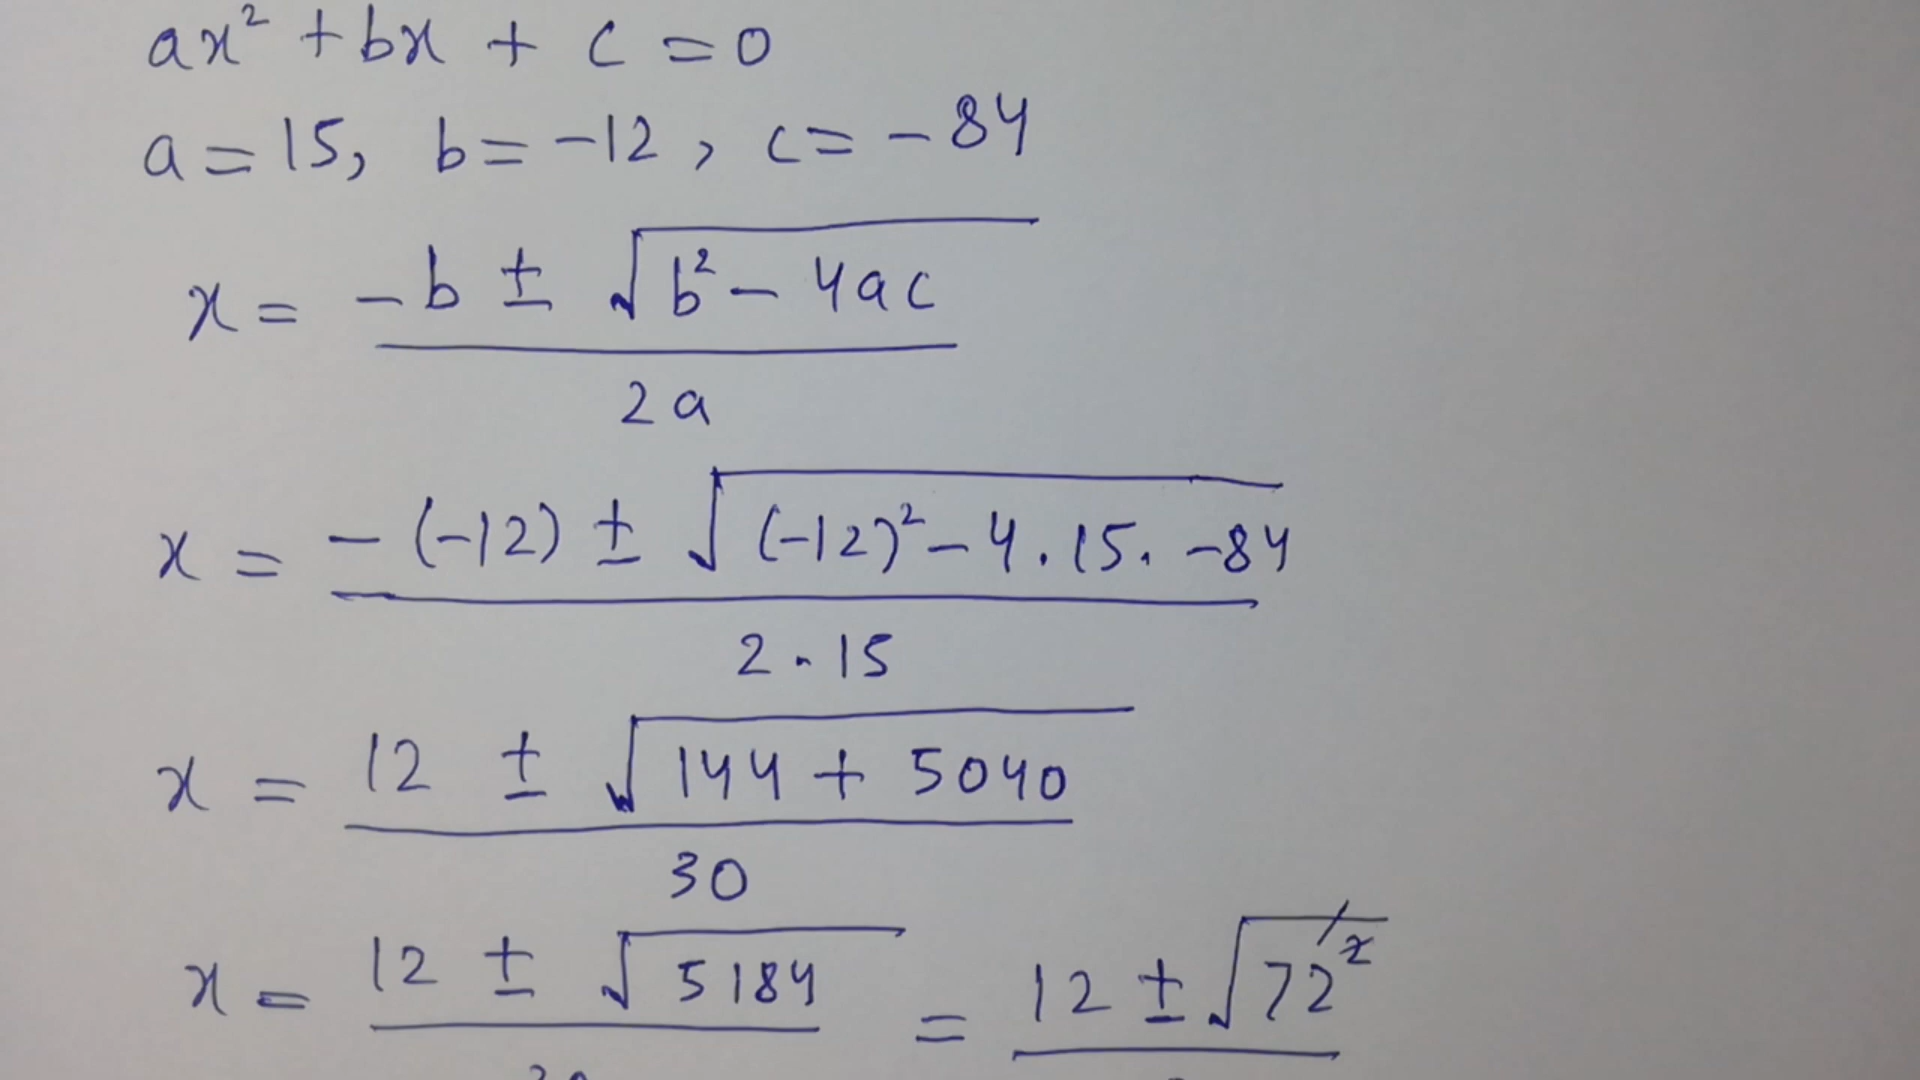 ax² + bx + c = 0
a = 15, b = -12, c = -84
x = -b ± √b² - 4ac
2a
x = -(-12) ± √(-12)² - 4.15. -84
2.15
x = 12 ± √144 + 5040
30
x = 12 ± √5184 = 12 ± √72²